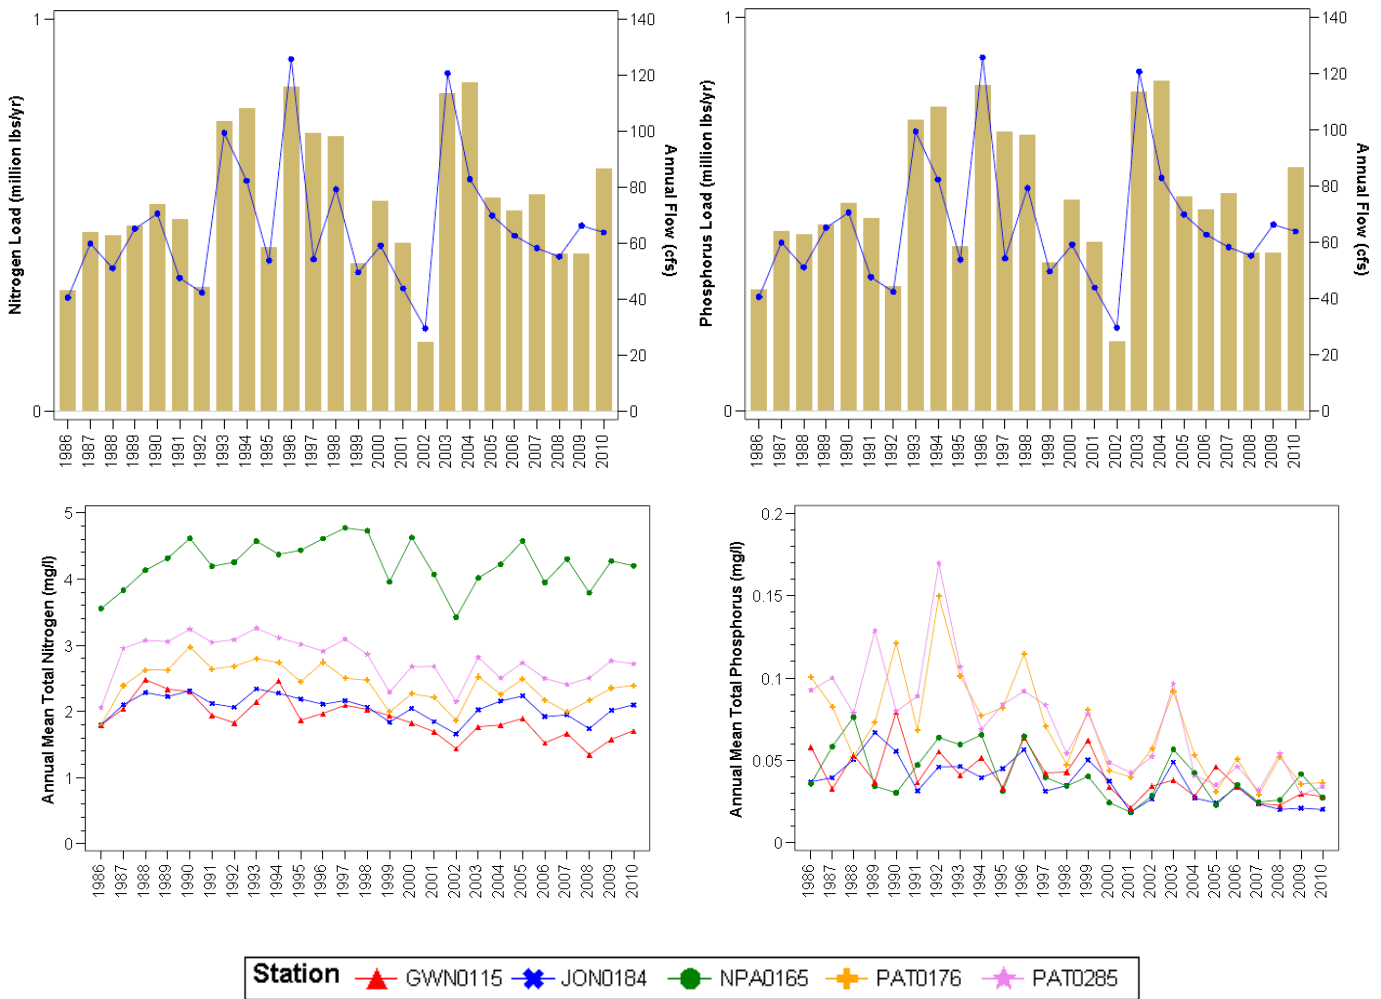 Nitrogen Load (million lbs/yr)
1
0
140
120
100
80
60
40
20
0
Annual Flow (cfs)
1986 1987 1988 1989 1990 1991 1992 1993 1994 1995 1996 1997 1998 1999 2000 2001 2002 2003 2004 2005 2006 2007 2008 2009 2010
Phosphorus Load (million lbs/yr)
1
0
140
120
100
80
60
40
20
0
Annual Flow (cfs)
1986 1987 1988 1989 1990 1991 1992 1993 1994 1995 1996 1997 1998 1999 2000 2001 2002 2003 2004 2005 2006 2007 2008 2009 2010
Annual Mean Total Nitrogen (mg/l)
5
4
3
2
1
0
1986 1987 1988 1989 1990 1991 1992 1993 1994 1995 1996 1997 1998 1999 2000 2001 2002 2003 2004 2005 2006 2007 2008 2009 2010
Annual Mean Total Phosphorus (mg/l)
0.2
0.15
0.1
0.05
0
1986 1987 1988 1989 1990 1991 1992 1993 1994 1995 1996 1997 1998 1999 2000 2001 2002 2003 2004 2005 2006 2007 2008 2009 2010
Station GWN0115 JON0184 NPA0165 PAT0176 PAT0285